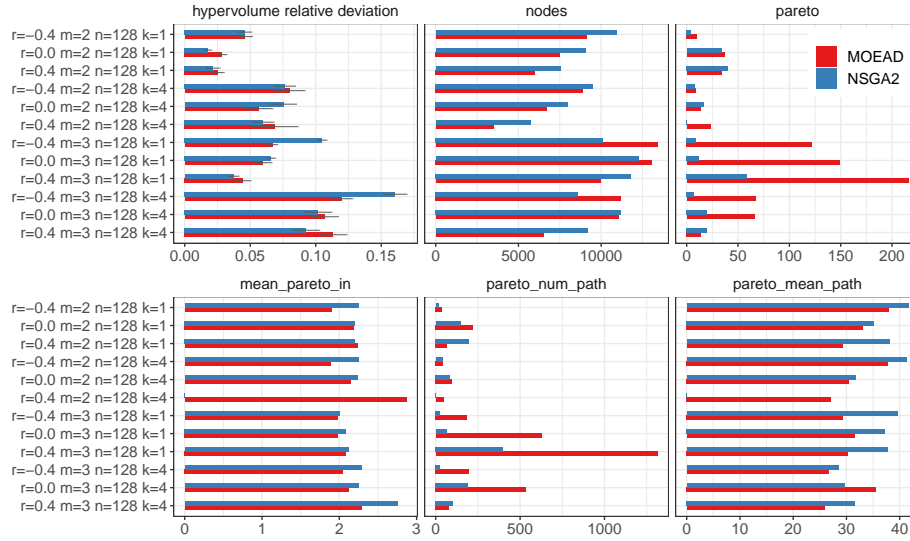 hypervolume relative deviation
nodes
pareto
r=−0.4 m=2 n=128 k=1
r=0.0 m=2 n=128 k=1
r=0.4 m=2 n=128 k=1
r=−0.4 m=2 n=128 k=4
r=0.0 m=2 n=128 k=4
r=0.4 m=2 n=128 k=4
r=−0.4 m=3 n=128 k=1
r=0.0 m=3 n=128 k=1
r=0.4 m=3 n=128 k=1
r=−0.4 m=3 n=128 k=4
r=0.0 m=3 n=128 k=4
r=0.4 m=3 n=128 k=4
MOEAD
NSGA2
0.00 0.05 0.10 0.15
0 5000 10000
0 50 100 150 200
mean_pareto_in
pareto_num_path
pareto_mean_path
r=−0.4 m=2 n=128 k=1
r=0.0 m=2 n=128 k=1
r=0.4 m=2 n=128 k=1
r=−0.4 m=2 n=128 k=4
r=0.0 m=2 n=128 k=4
r=0.4 m=2 n=128 k=4
r=−0.4 m=3 n=128 k=1
r=0.0 m=3 n=128 k=1
r=0.4 m=3 n=128 k=1
r=−0.4 m=3 n=128 k=4
r=0.0 m=3 n=128 k=4
r=0.4 m=3 n=128 k=4
0 1 2 3
0 500 1000
0 10 20 30 40